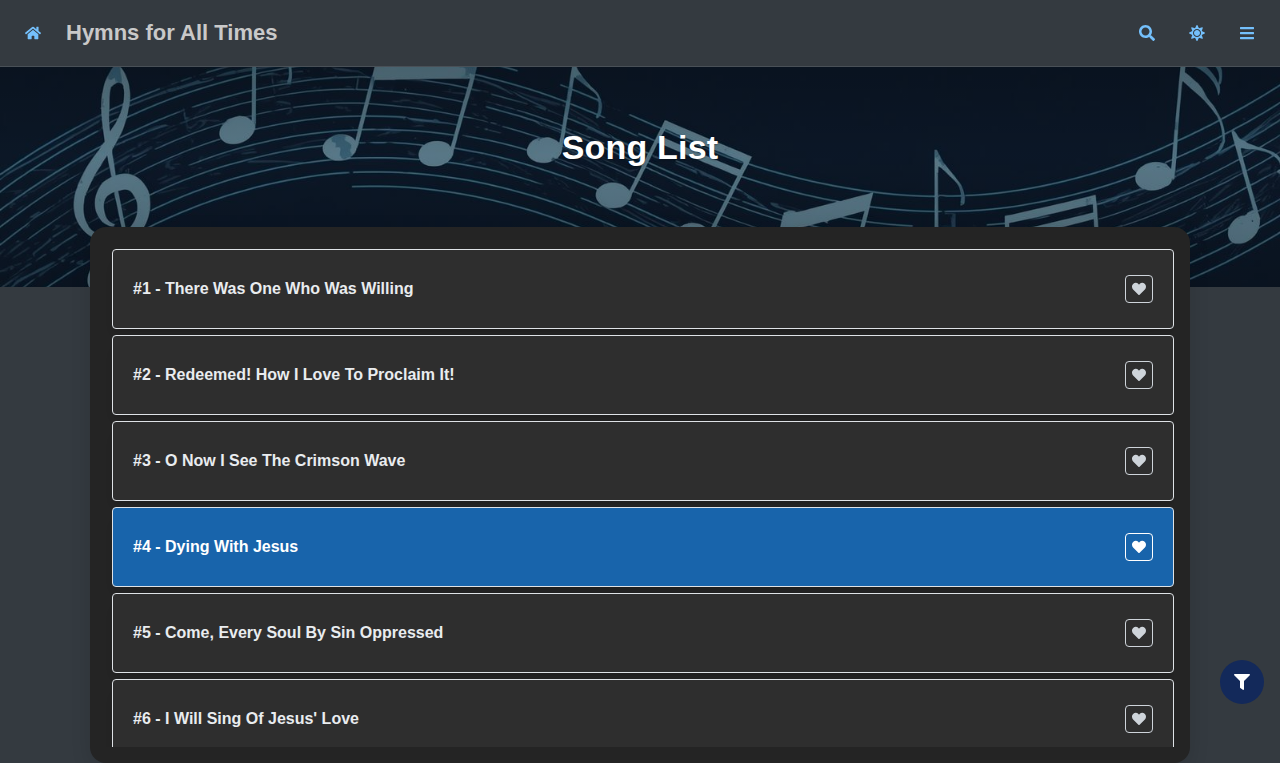 Hymns for All Times
Song List
#1 - There Was One Who Was Willing
#2 - Redeemed! How I Love To Proclaim It!
#3 - O Now I See The Crimson Wave
#4 - Dying With Jesus
#5 - Come, Every Soul By Sin Oppressed
#6 - I Will Sing Of Jesus' Love